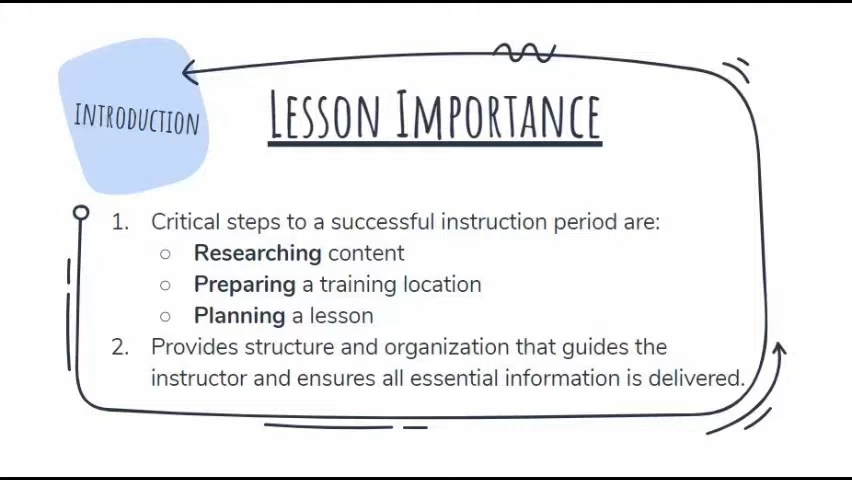 INTRODUCTION
LESSON IMPORTANCE
1. Critical steps to a successful instruction period are:
○ Researching content
○ Preparing a training location
○ Planning a lesson
2. Provides structure and organization that guides the
instructor and ensures all essential information is delivered.